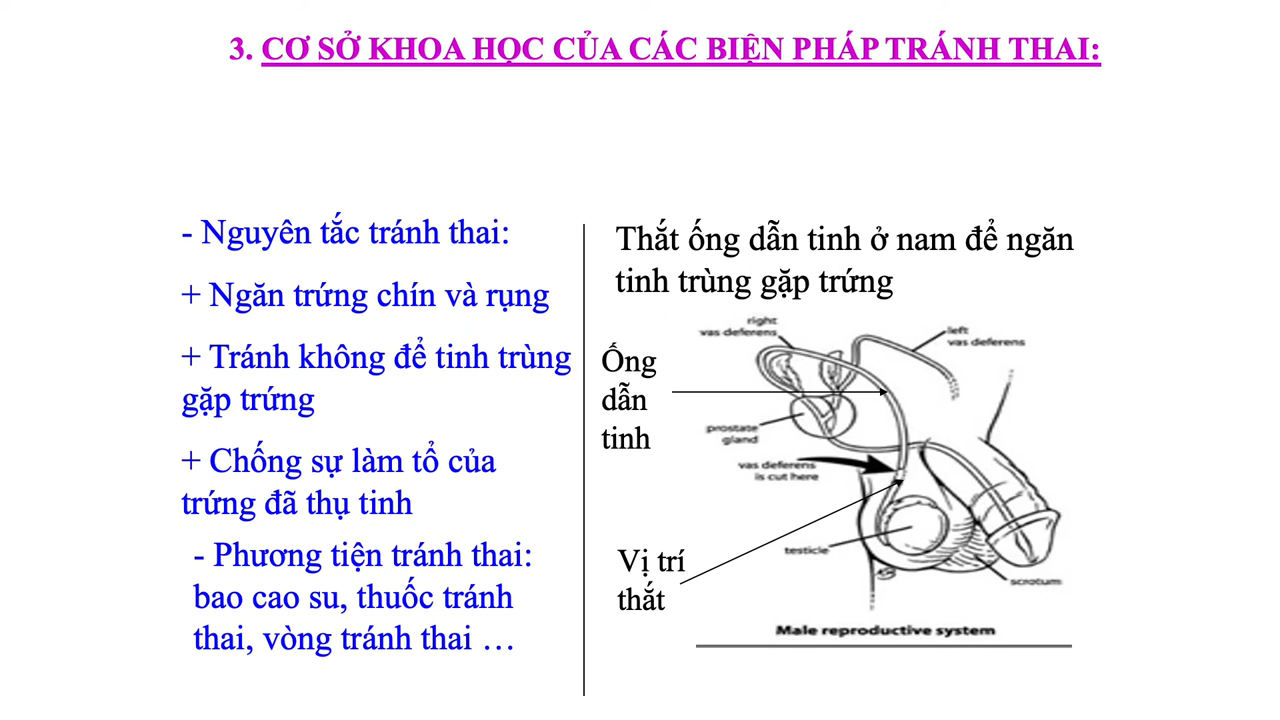 3. CƠ SỞ KHOA HỌC CỦA CÁC BIỆN PHÁP TRÁNH THAI:
- Nguyên tắc tránh thai:
+ Ngăn trứng chín và rụng
+ Tránh không để tinh trùng
gặp trứng
+ Chống sự làm tổ của
trứng đã thụ tinh
- Phương tiện tránh thai:
bao cao su, thuốc tránh
thai, vòng tránh thai …
Thắt ống dẫn tinh ở nam để ngăn
tinh trùng gặp trứng
right
vas deferens
left
vas deferens
Ống
dẫn
tinh
prostate
gland
vas deferens
is cut here
Vị trí
thắt
testicle
scrotum
Male reproductive system